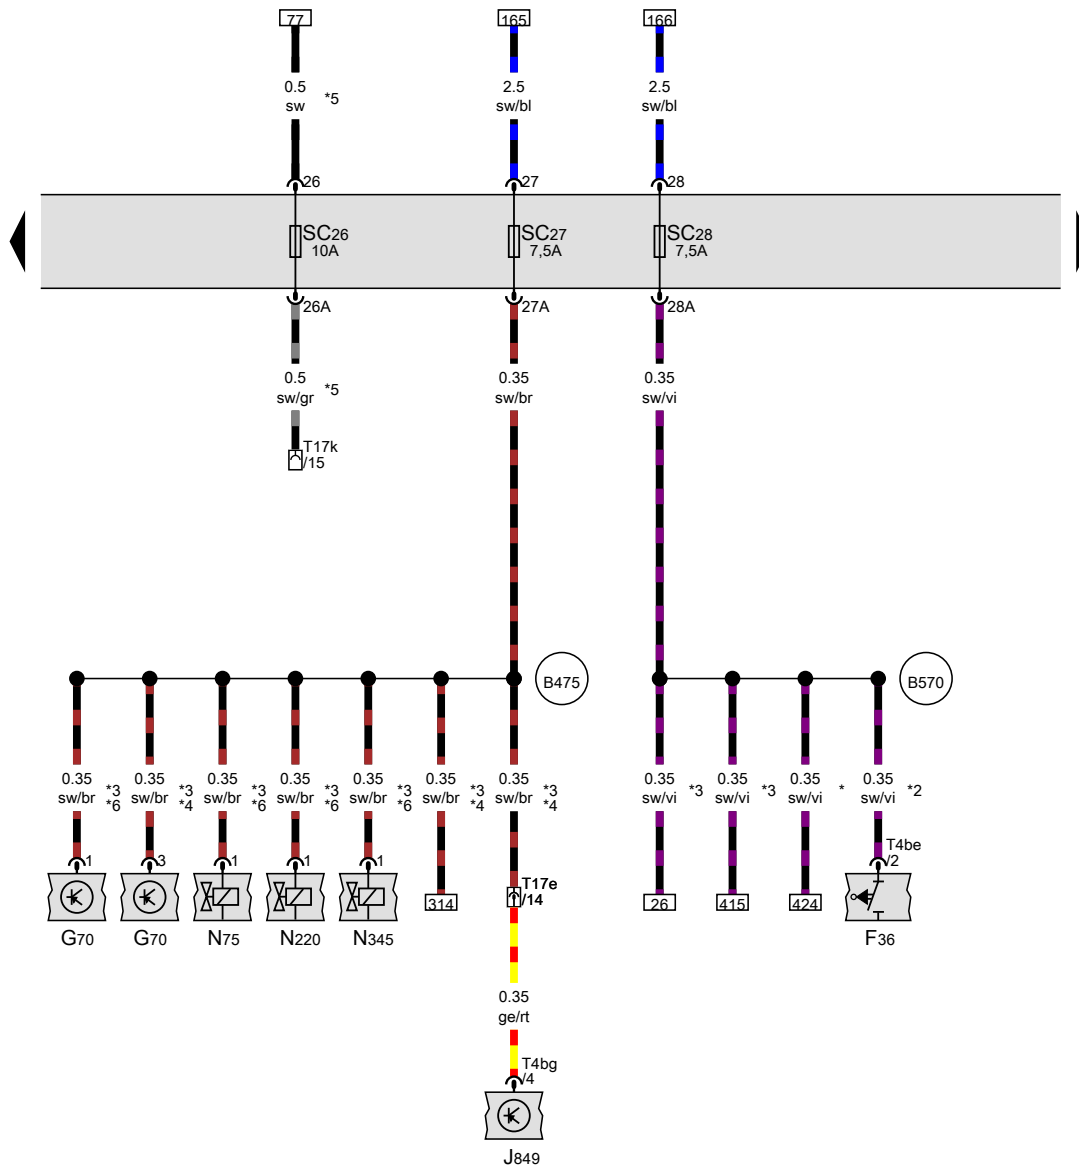 77 165 166
0.5 2.5 2.5
sw *5 sw/bl sw/bl
26 27 28
SC26 SC27 SC28
10A 7,5A 7,5A
26A 27A 28A
0.5 0.35 0.35
sw/gr *5 sw/br sw/vi
T17k
/15
B475 B570
0.35 0.35 0.35 0.35 0.35 0.35 0.35 0.35 0.35 0.35 0.35
sw/br *3 sw/br *3 sw/br *3 sw/br *3 sw/br *3 sw/br *3 sw/br *3 sw/vi *3 sw/vi *3 sw/vi * sw/vi *2
*6 *4 *6 *6 *6 *4 *4
T4be
1 3 1 1 1 /2
T17e
/14
314 26 415 424
G70 G70 N75 N220 N345 F36
0.35
ge/rt
T4bg
/4
J849